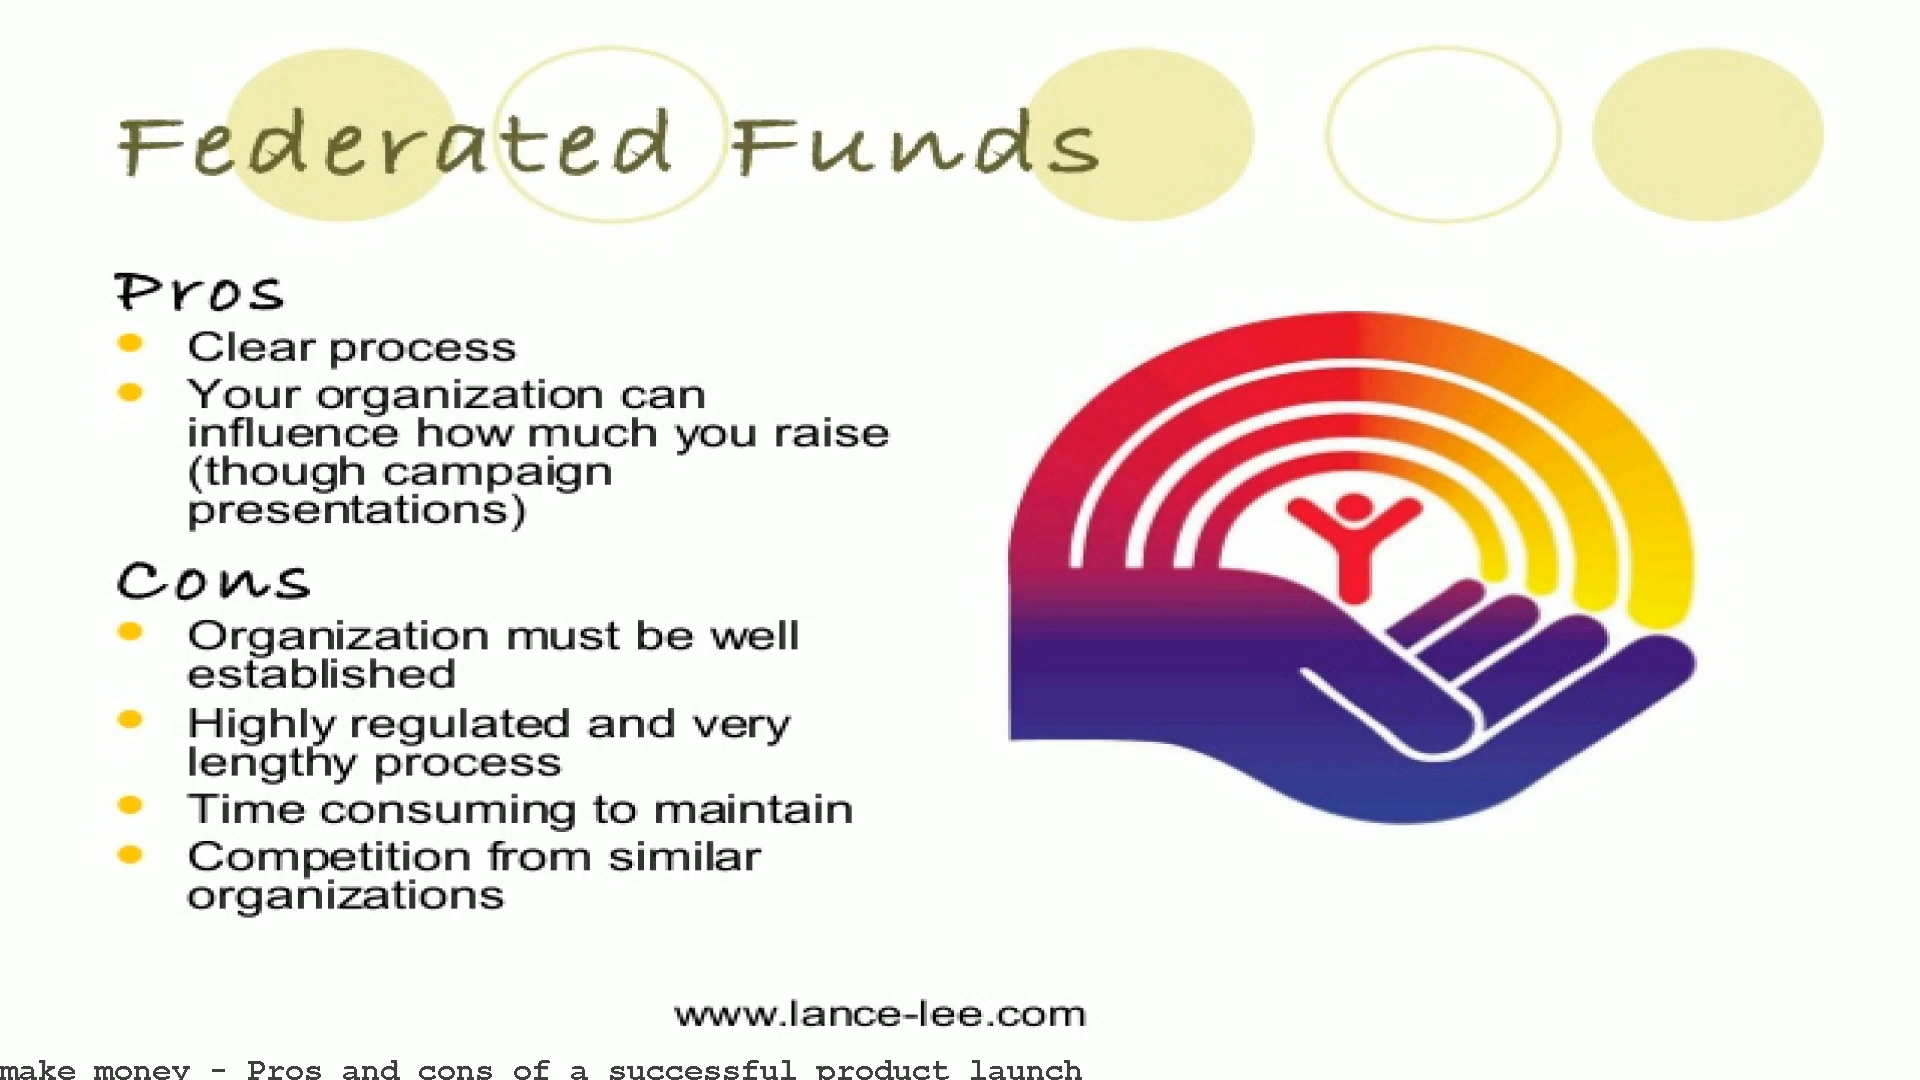 Federated Funds
Pros
Clear process
Your organization can
influence how much you raise
(though campaign
presentations)
Cons
Organization must be well
established
Highly regulated and very
lengthy process
Time consuming to maintain
Competition from similar
organizations
www.lance-lee.com
make money - Pros and cons of a successful product launch